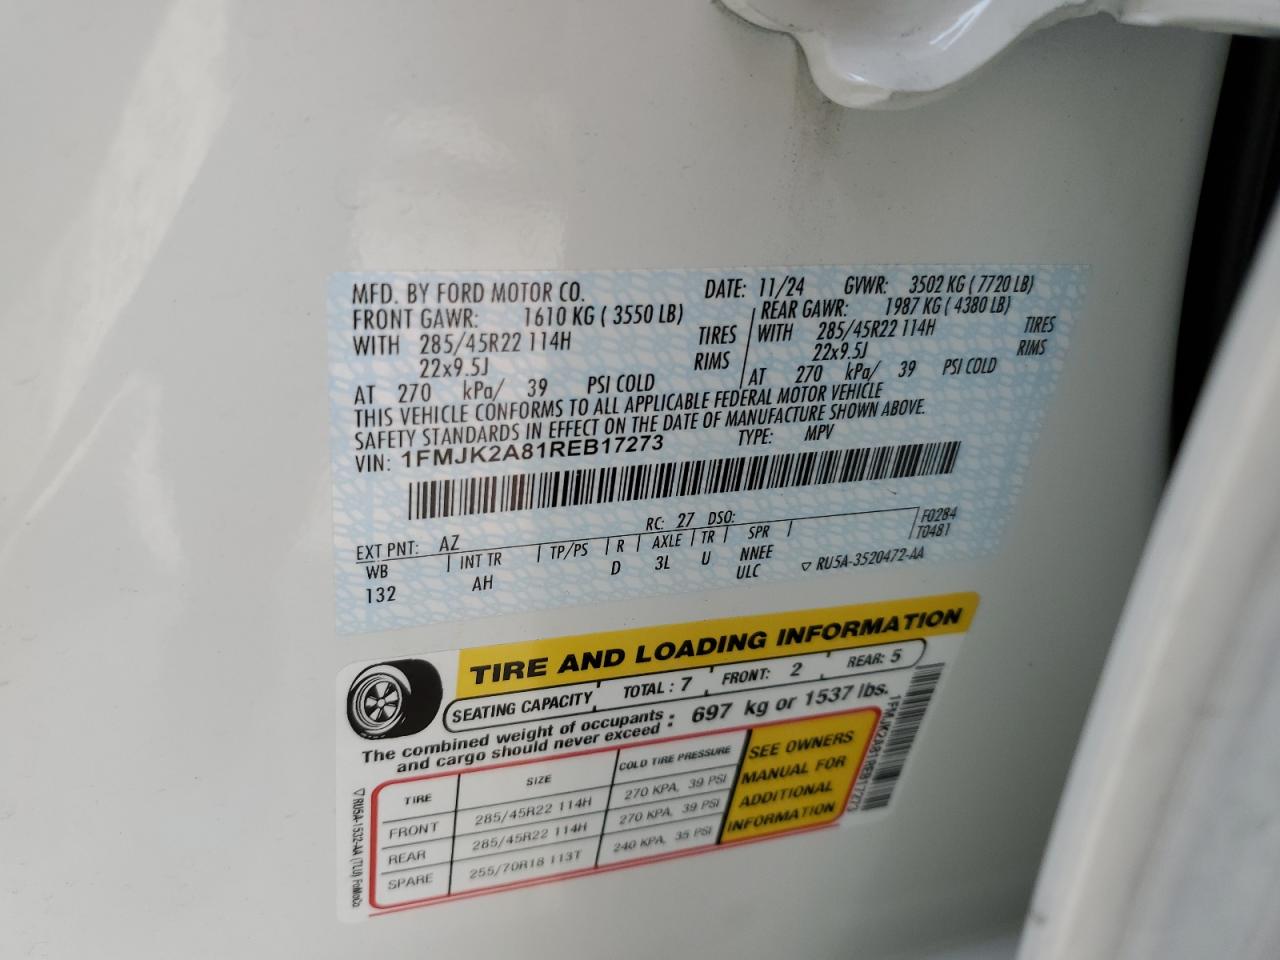 MFD. BY FORD MOTOR CO. DATE: 11/24 GVWR: 3502 KG ( 7720 LB)
FRONT GAWR: 1610 KG ( 3550 LB) REAR GAWR: 1987 KG ( 4380 LB)
WITH 285/45R22 114H TIRES WITH 285/45R22 114H TIRES
22x9.5J RIMS 22x9.5J RIMS
AT 270 kPa/ 39 PSI COLD AT 270 kPa/ 39 PSI COLD
THIS VEHICLE CONFORMS TO ALL APPLICABLE FEDERAL MOTOR VEHICLE
SAFETY STANDARDS IN EFFECT ON THE DATE OF MANUFACTURE SHOWN ABOVE.
VIN: 1FMJK2A81REB17273 TYPE: MPV
EXT PNT: AZ RC: 27 DSO: F0284
WB INT TR TP/PS R AXLE TR SPR T0481
132 AH D 3L U NNEE
ULC ▽ RU5A-3520472-AA
TIRE AND LOADING INFORMATION
SEATING CAPACITY TOTAL : 7 FRONT: 2 REAR: 5
The combined weight of occupants
and cargo should never exceed : 697 kg or 1537 lbs.
TIRE SIZE COLD TIRE PRESSURE
FRONT 285/45R22 114H 270 KPA, 39 PSI
REAR 285/45R22 114H 270 KPA, 39 PSI
SPARE 255/70R18 113T 240 KPA, 35 PSI
SEE OWNERS
MANUAL FOR
ADDITIONAL
INFORMATION
1FMJK2A81REB17273
▽ RU5A-1532-AA (TLU) FoMoCo